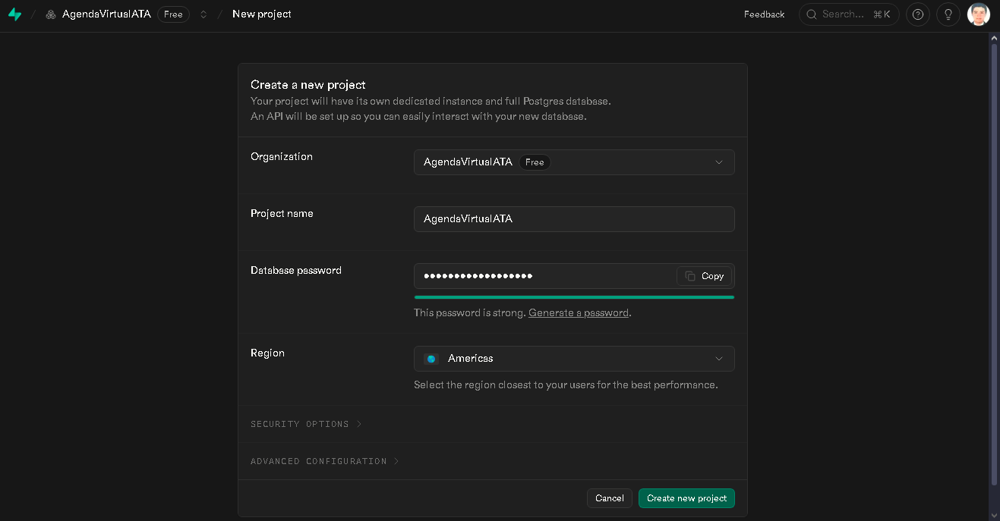 AgendaVirtualATA Free New project Feedback Search... ⌘K
Create a new project
Your project will have its own dedicated instance and full Postgres database.
An API will be set up so you can easily interact with your new database.
Organization
AgendaVirtualATA Free
Project name
AgendaVirtualATA
Database password
•••••••••••••••••• Copy
This password is strong. Generate a password.
Region
Americas
Select the region closest to your users for the best performance.
SECURITY OPTIONS
ADVANCED CONFIGURATION
Cancel Create new project